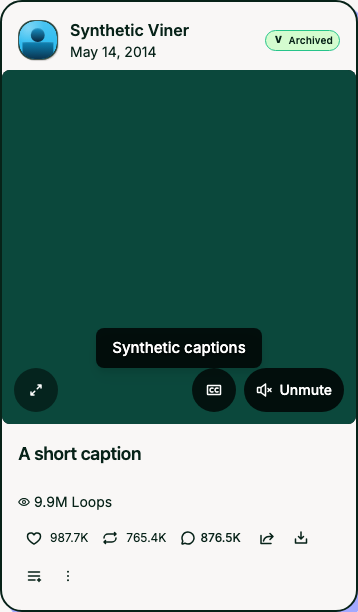 Synthetic Viner
May 14, 2014
V Archived
Synthetic captions
CC
Unmute
A short caption
9.9M Loops
987.7K 765.4K 876.5K